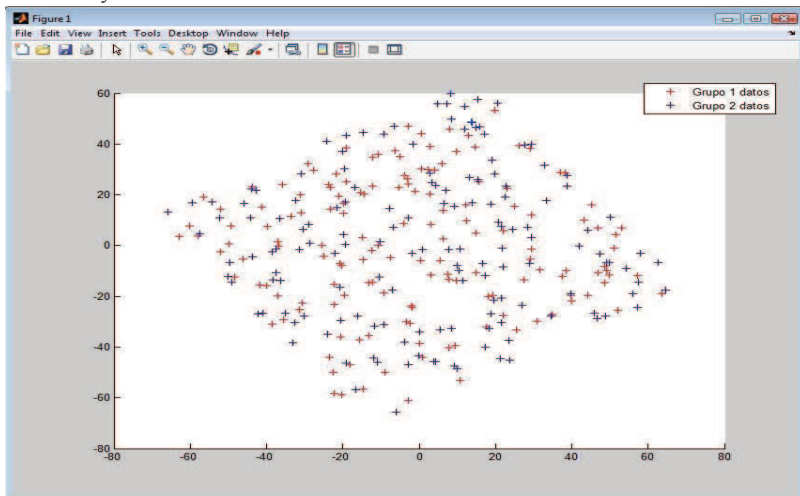 Figure 1
File Edit View Insert Tools Desktop Window Help
Grupo 1 datos
Grupo 2 datos
60
40
20
0
-20
-40
-60
-80
-80 -60 -40 -20 0 20 40 60 80